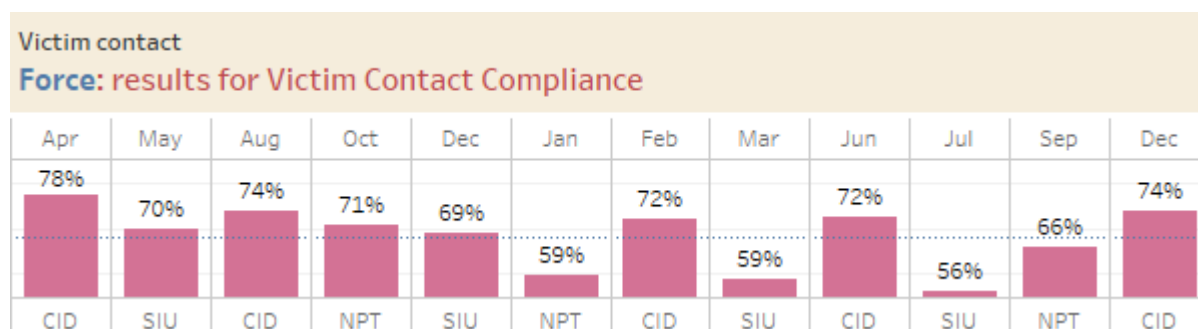 Victim contact
Force: results for Victim Contact Compliance
Apr May Aug Oct Dec Jan Feb Mar Jun Jul Sep Dec
78% 70% 74% 71% 69% 59% 72% 59% 72% 56% 66% 74%
CID SIU CID NPT SIU NPT CID SIU CID SIU NPT CID